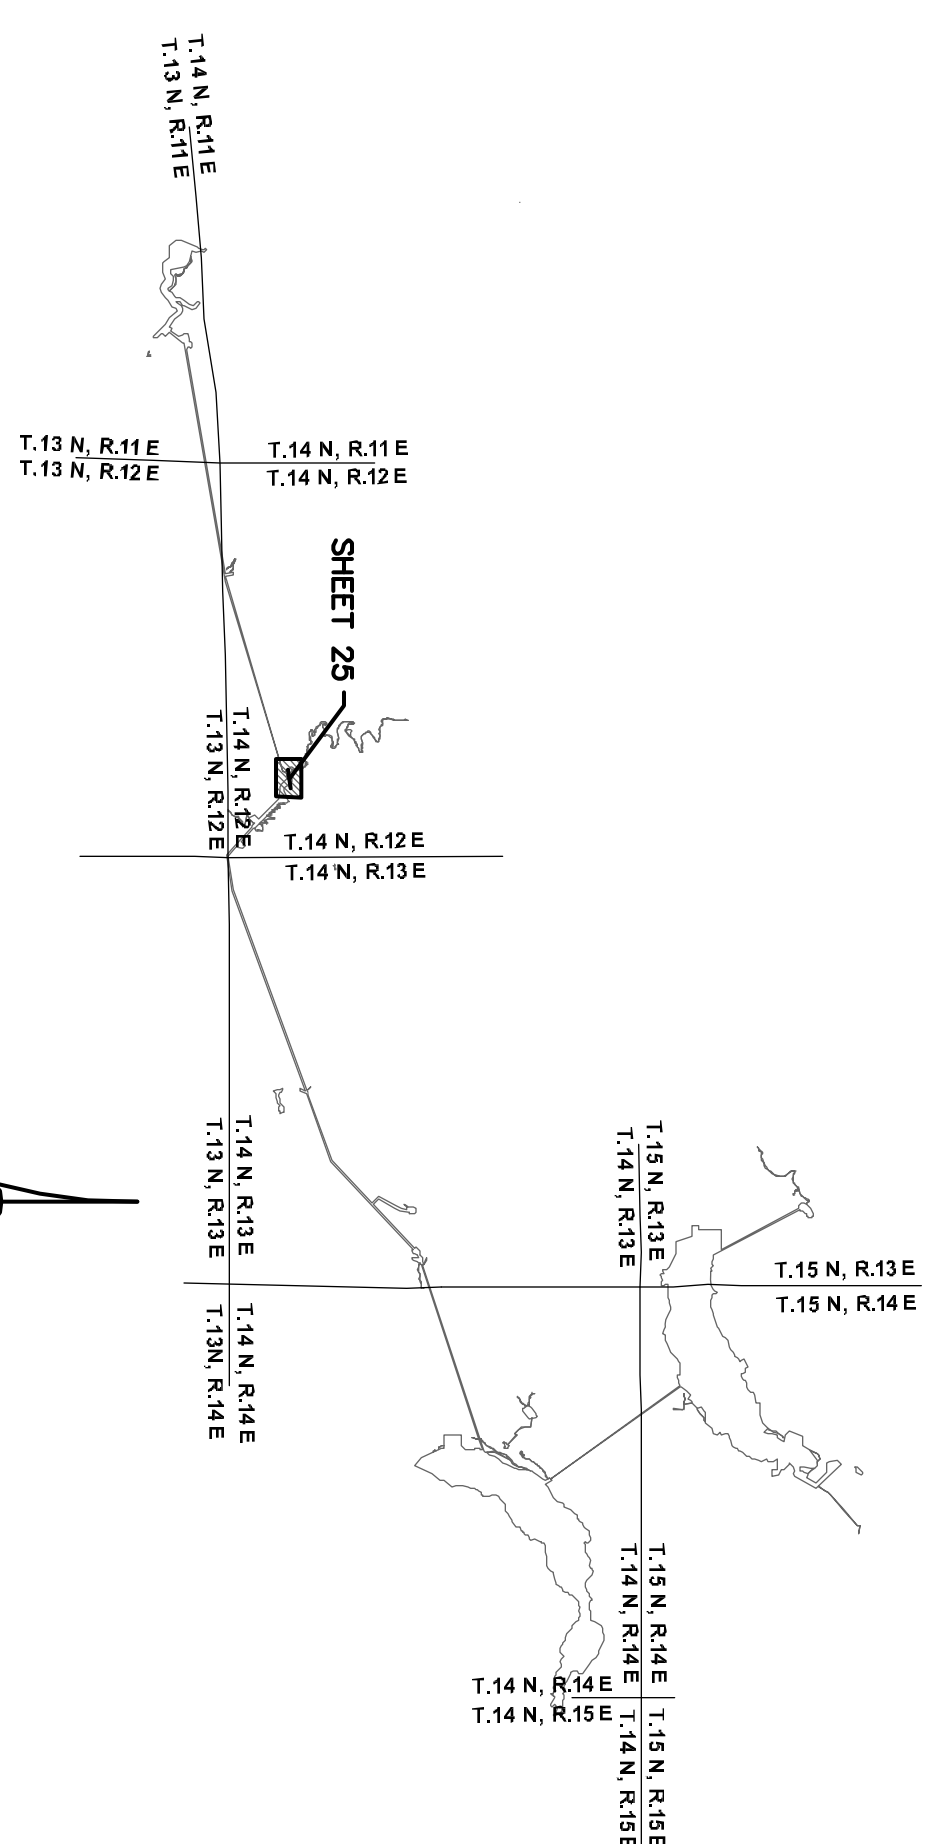 T.14 N, R.11 E
T.13 N, R.11 E
T.13 N, R.11 E
T.13 N, R.12 E
T.14 N, R.11 E
T.14 N, R.12 E
SHEET 25
T.14 N, R.12 E
T.13 N, R.12 E
T.14 N, R.12 E
T.14 N, R.13 E
T.14 N, R.13 E
T.13 N, R.13 E
T.15 N, R.13 E
T.14 N, R.13 E
T.15 N, R.13 E
T.15 N, R.14 E
T.14 N, R.14 E
T.13N, R.14 E
T.15 N, R.14 E
T.14 N, R.14 E
T.14 N, R.14 E
T.14 N, R.15 E
T.15 N, R.15 E
T.14 N, R.15 E